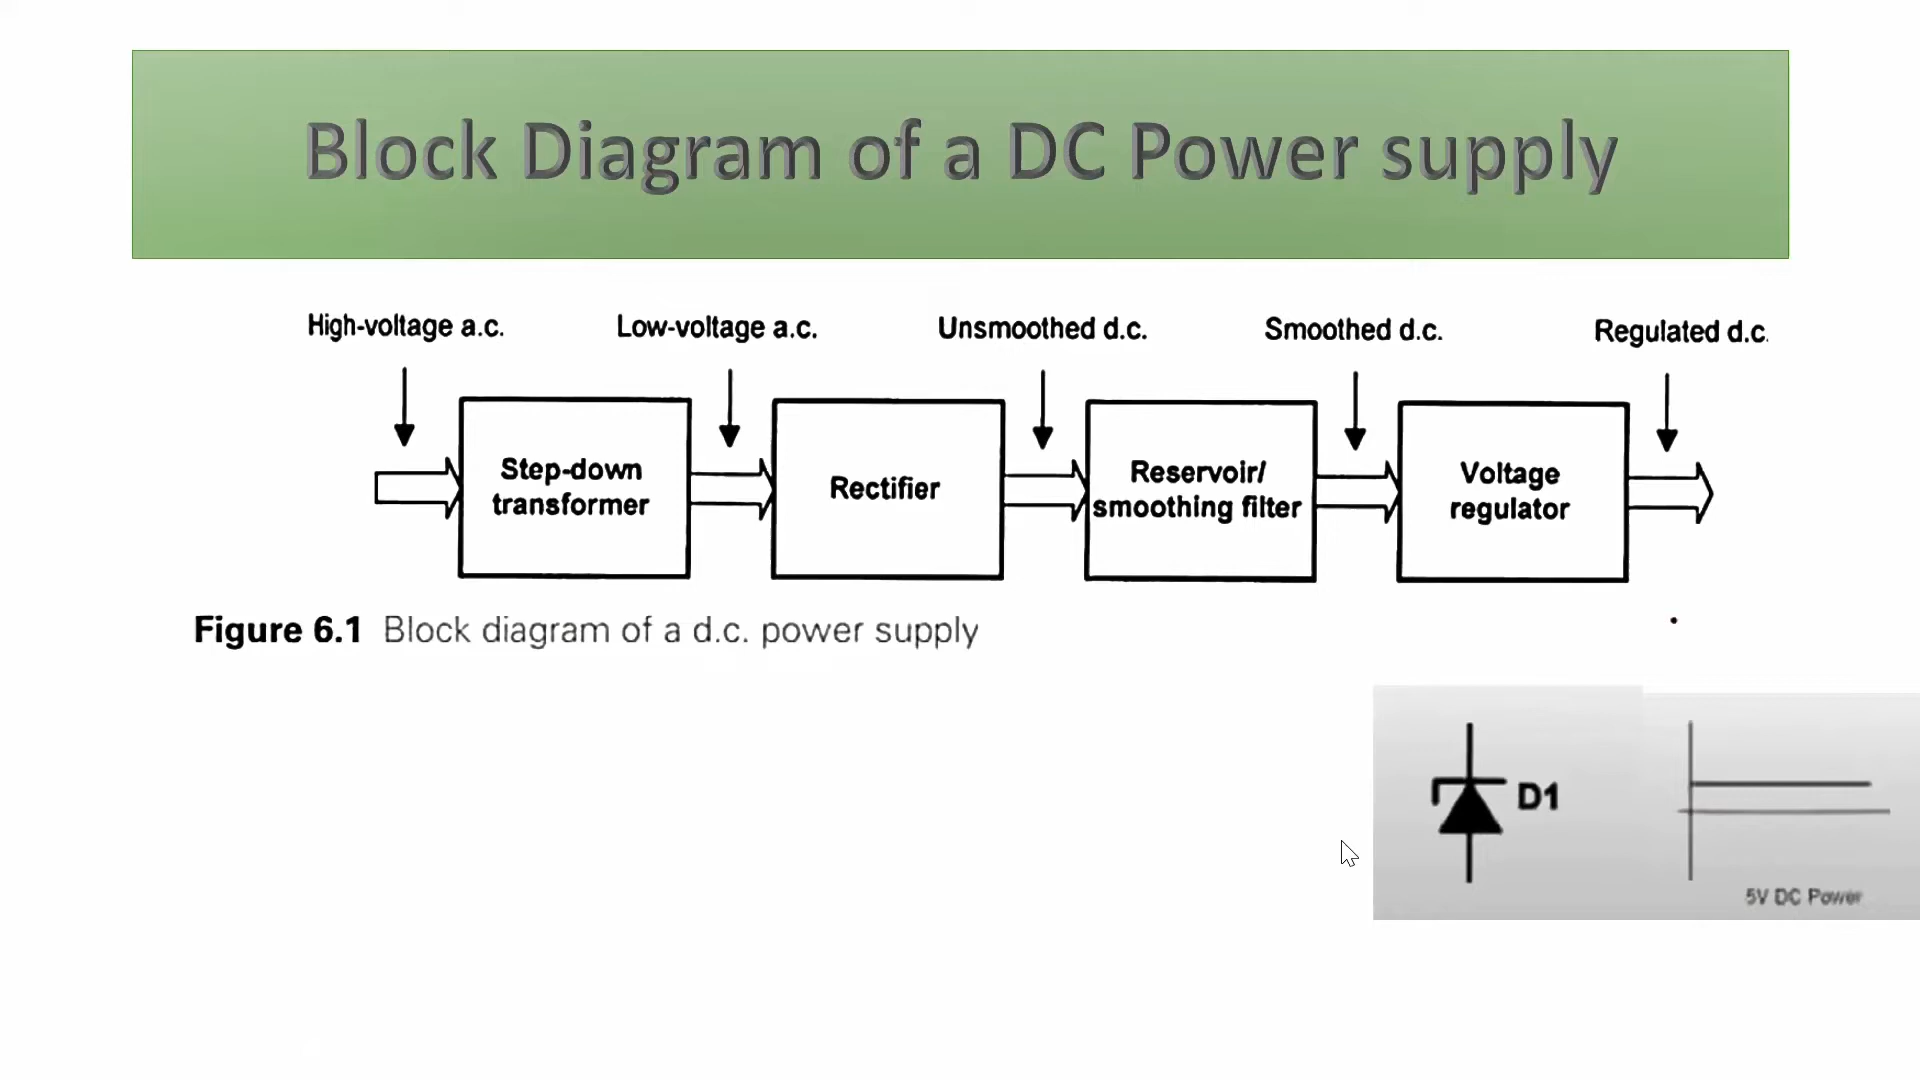 Block Diagram of a DC Power supply
High-voltage a.c.
Low-voltage a.c.
Unsmoothed d.c.
Smoothed d.c.
Regulated d.c.
Step-down
transformer
Rectifier
Reservoir/
smoothing filter
Voltage
regulator
Figure 6.1 Block diagram of a d.c. power supply
D1
5V DC Power